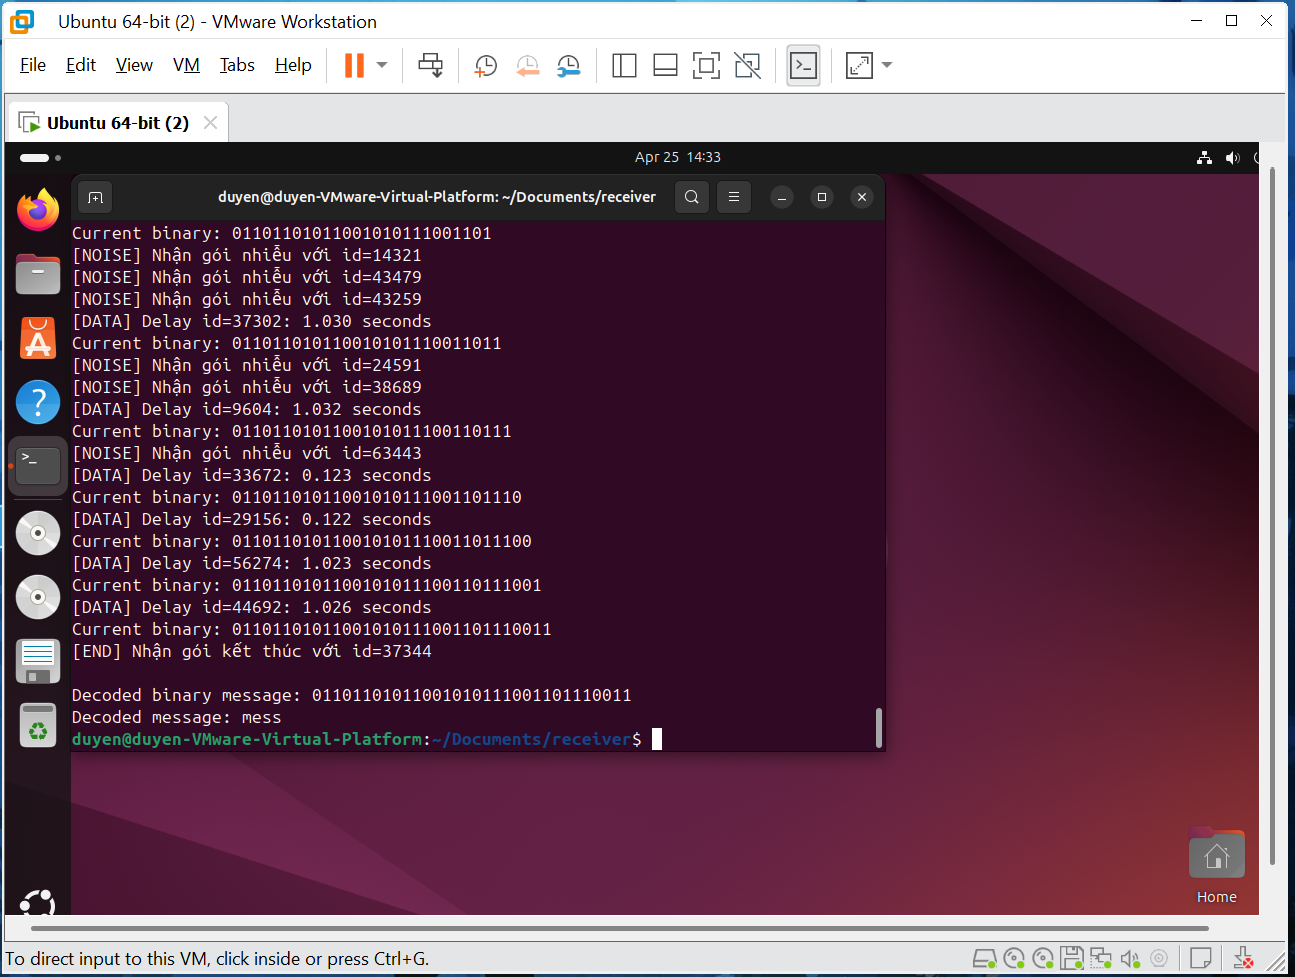 Ubuntu 64-bit (2) - VMware Workstation
File Edit View VM Tabs Help
Ubuntu 64-bit (2)
Apr 25 14:33
duyen@duyen-VMware-Virtual-Platform: ~/Documents/receiver
Current binary: 01101101011001010111001101
[NOISE] Nhận gói nhiễu với id=14321
[NOISE] Nhận gói nhiễu với id=43479
[NOISE] Nhận gói nhiễu với id=43259
[DATA] Delay id=37302: 1.030 seconds
Current binary: 011011010110010101110011011
[NOISE] Nhận gói nhiễu với id=24591
[NOISE] Nhận gói nhiễu với id=38689
[DATA] Delay id=9604: 1.032 seconds
Current binary: 0110110101100101011100110111
[NOISE] Nhận gói nhiễu với id=63443
[DATA] Delay id=33672: 0.123 seconds
Current binary: 01101101011001010111001101110
[DATA] Delay id=29156: 0.122 seconds
Current binary: 011011010110010101110011011100
[DATA] Delay id=56274: 1.023 seconds
Current binary: 0110110101100101011100110111001
[DATA] Delay id=44692: 1.026 seconds
Current binary: 01101101011001010111001101110011
[END] Nhận gói kết thúc với id=37344
Decoded binary message: 01101101011001010111001101110011
Decoded message: mess
duyen@duyen-VMware-Virtual-Platform:~/Documents/receiver$
Home
To direct input to this VM, click inside or press Ctrl+G.